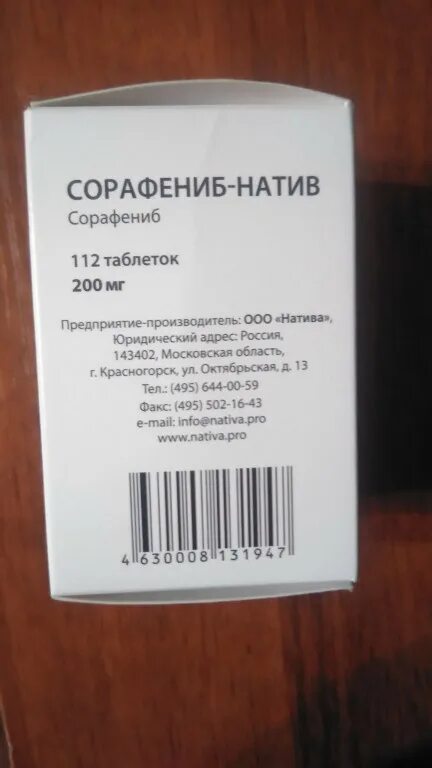 СОРАФЕНИБ-НАТИВ
Сорафениб
112 таблеток
200 мг
Предприятие-производитель: ООО «Натива»,
Юридический адрес: Россия,
143402, Московская область,
г. Красногорск, ул. Октябрьская, д. 13
Тел.: (495) 644-00-59
Факс: (495) 502-16-43
e-mail: info@nativa.pro
www.nativa.pro
4 630008 131947